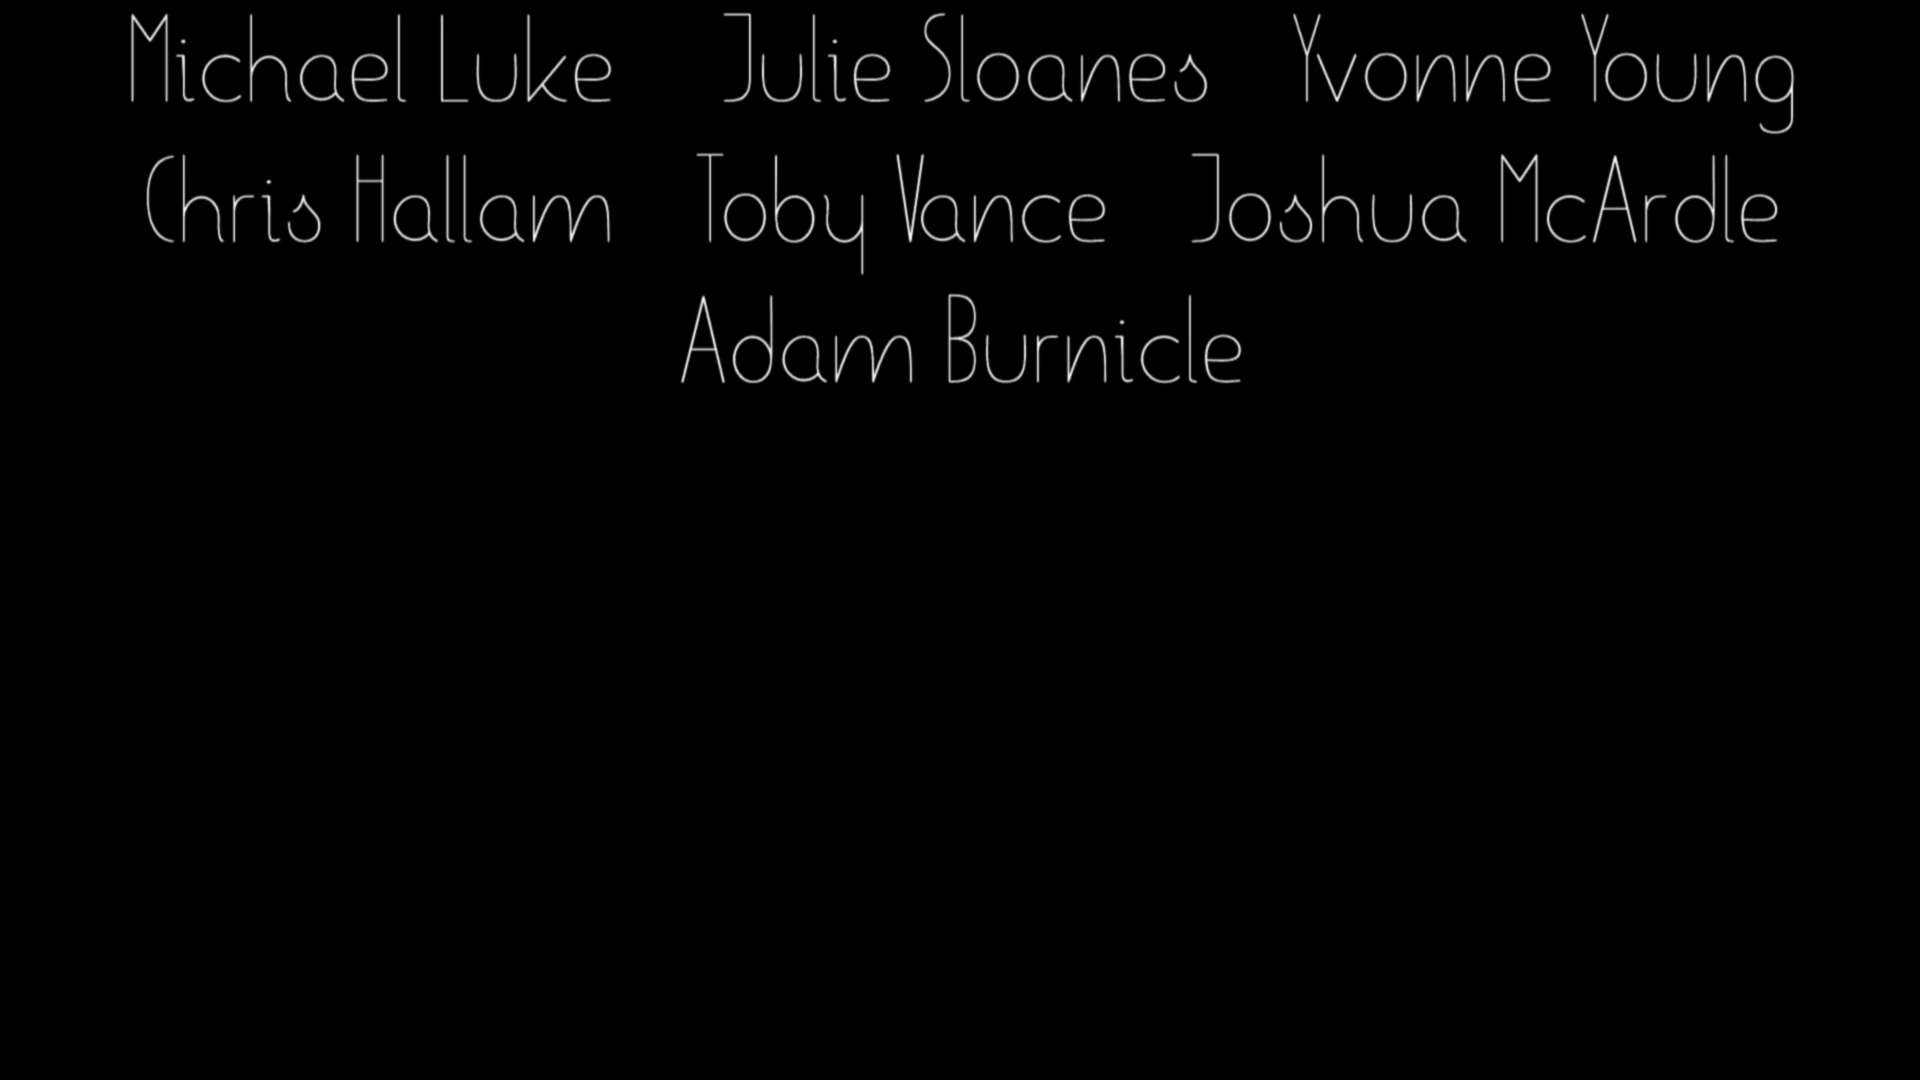 Michael Luke Julie Sloanes Yvonne Young
Chris Hallam Toby Vance Joshua McArdle
Adam Burnicle